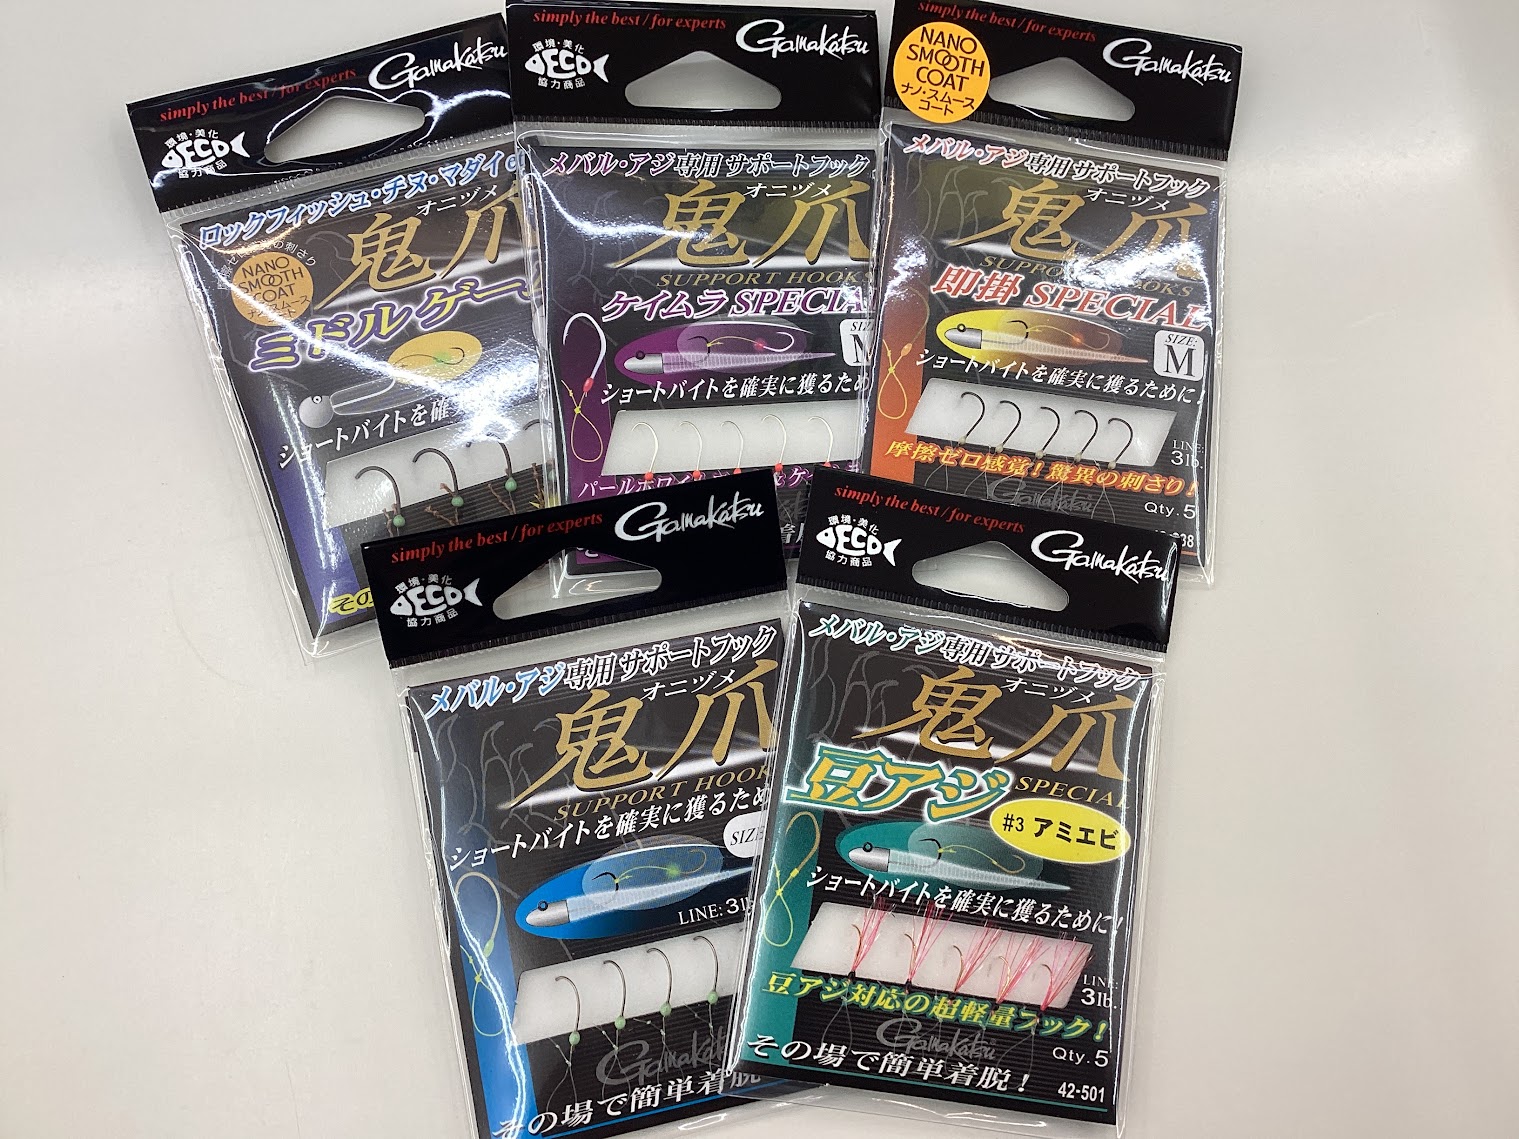 simply the best / for experts
Gamakatsu
環境・美化
ECO
協力商品
ロックフィッシュ・チヌ・マダイ
オニヅメ
鬼爪
NANO
SMOOTH
COAT
ナノ・スムース
コート
ミドルゲー
ショートバイトを確
その
simply the best / for experts
Gamakatsu
環境・美化
ECO
協力商品
メバル・アジ専用サポートフック
オニヅメ
鬼爪
SUPPORT HOOKS
ケイムラ SPECIAL
SIZE
M
ショートバイトを確実に獲るため
パールホワイト
simply the best / for experts
Gamakatsu
NANO
SMOOTH
COAT
ナノ・スムース
コート
メバル・アジ専用サポートフック
オニヅメ
鬼爪
SUPPORT HOOKS
即掛 SPECIAL
SIZE:
M
ショートバイトを確実に獲るために!
LINE:
3lb.
摩擦ゼロ感覚!驚異の刺さり!
Gamakatsu
Qty. 5
simply the best / for experts
Gamakatsu
環境・美化
ECO
協力商品
メバル・アジ専用サポートフック
オニヅメ
鬼爪
SUPPORT HOOK
ショートバイトを確実に獲るため
SIZE:
LINE: 3lb
Gamakatsu
その場で簡単着脱
simply the best / for experts
Gamakatsu
環境・美化
ECO
協力商品
メバル・アジ専用サポートフック
オニヅメ
鬼爪
豆アジ SPECIAL
#3 アミエビ
ショートバイトを確実に獲るために!
LINE:
3lb.
豆アジ対応の超軽量フック!
Gamakatsu
Qty. 5
その場で簡単着脱!
42-501